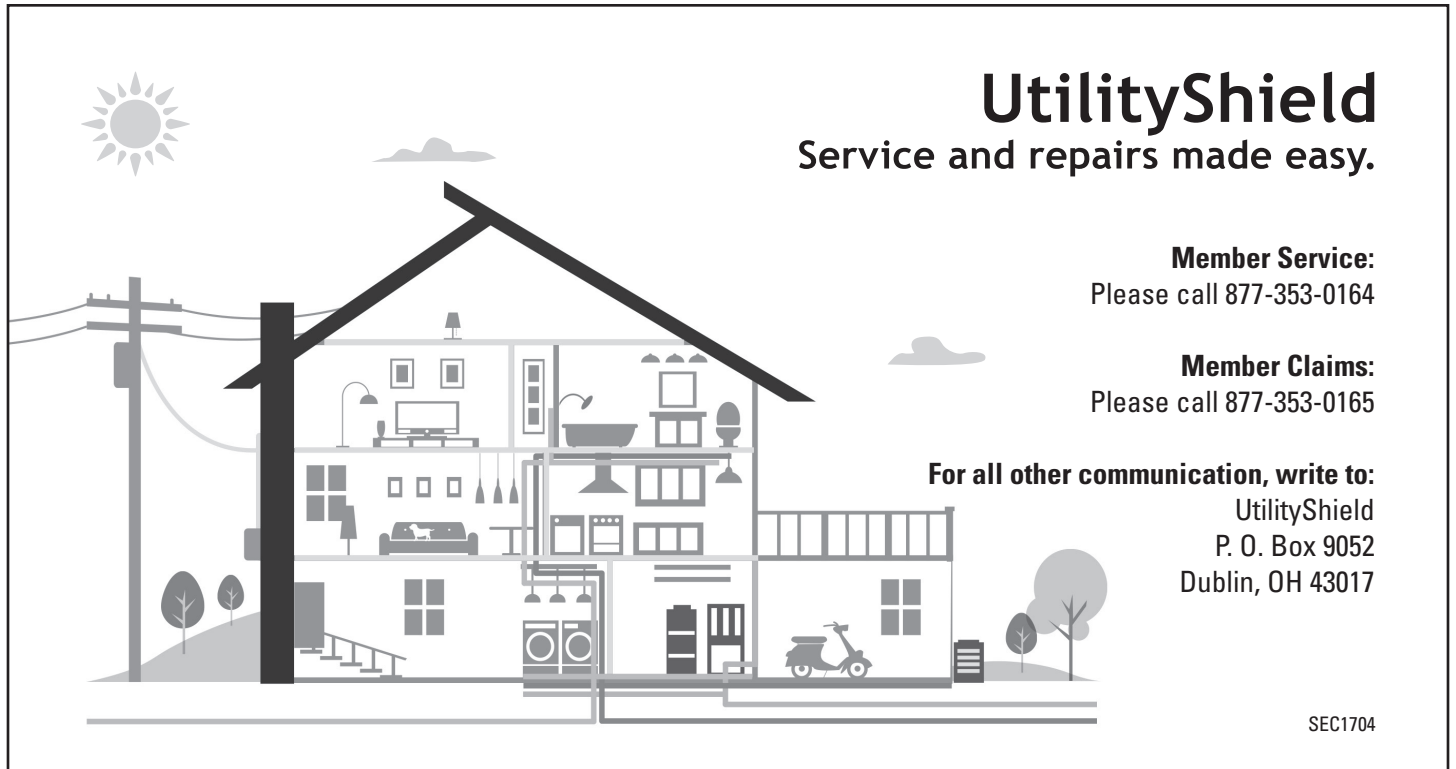 UtilityShield
Service and repairs made easy.
Member Service:
Please call 877-353-0164
Member Claims:
Please call 877-353-0165
For all other communication, write to:
UtilityShield
P. O. Box 9052
Dublin, OH 43017
SEC1704